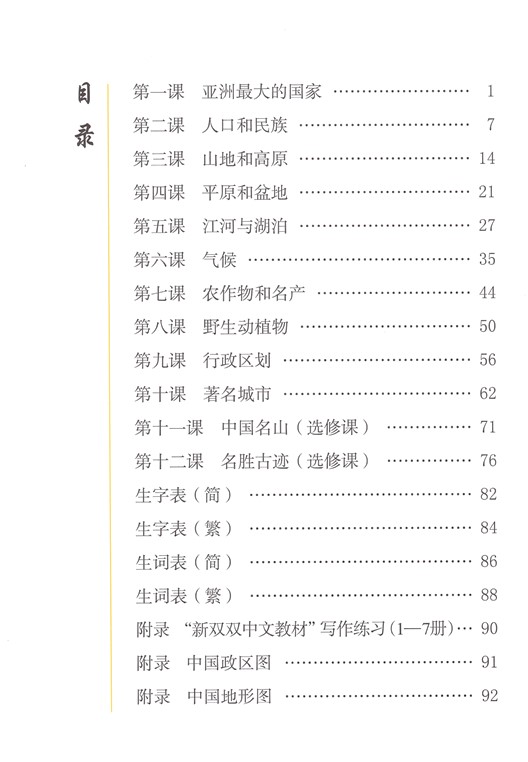 目录
第一课 亚洲最大的国家 …………………… 1
第二课 人口和民族 ………………………… 7
第三课 山地和高原 ………………………… 14
第四课 平原和盆地 ………………………… 21
第五课 江河与湖泊 ………………………… 27
第六课 气候 ………………………………… 35
第七课 农作物和名产 ……………………… 44
第八课 野生动植物 ………………………… 50
第九课 行政区划 …………………………… 56
第十课 著名城市 …………………………… 62
第十一课 中国名山(选修课) …………… 71
第十二课 名胜古迹(选修课) …………… 76
生字表(简) ………………………………… 82
生字表(繁) ………………………………… 84
生词表(简) ………………………………… 86
生词表(繁) ………………………………… 88
附录 “新双双中文教材”写作练习(1—7册)… 90
附录 中国政区图 …………………………… 91
附录 中国地形图 …………………………… 92